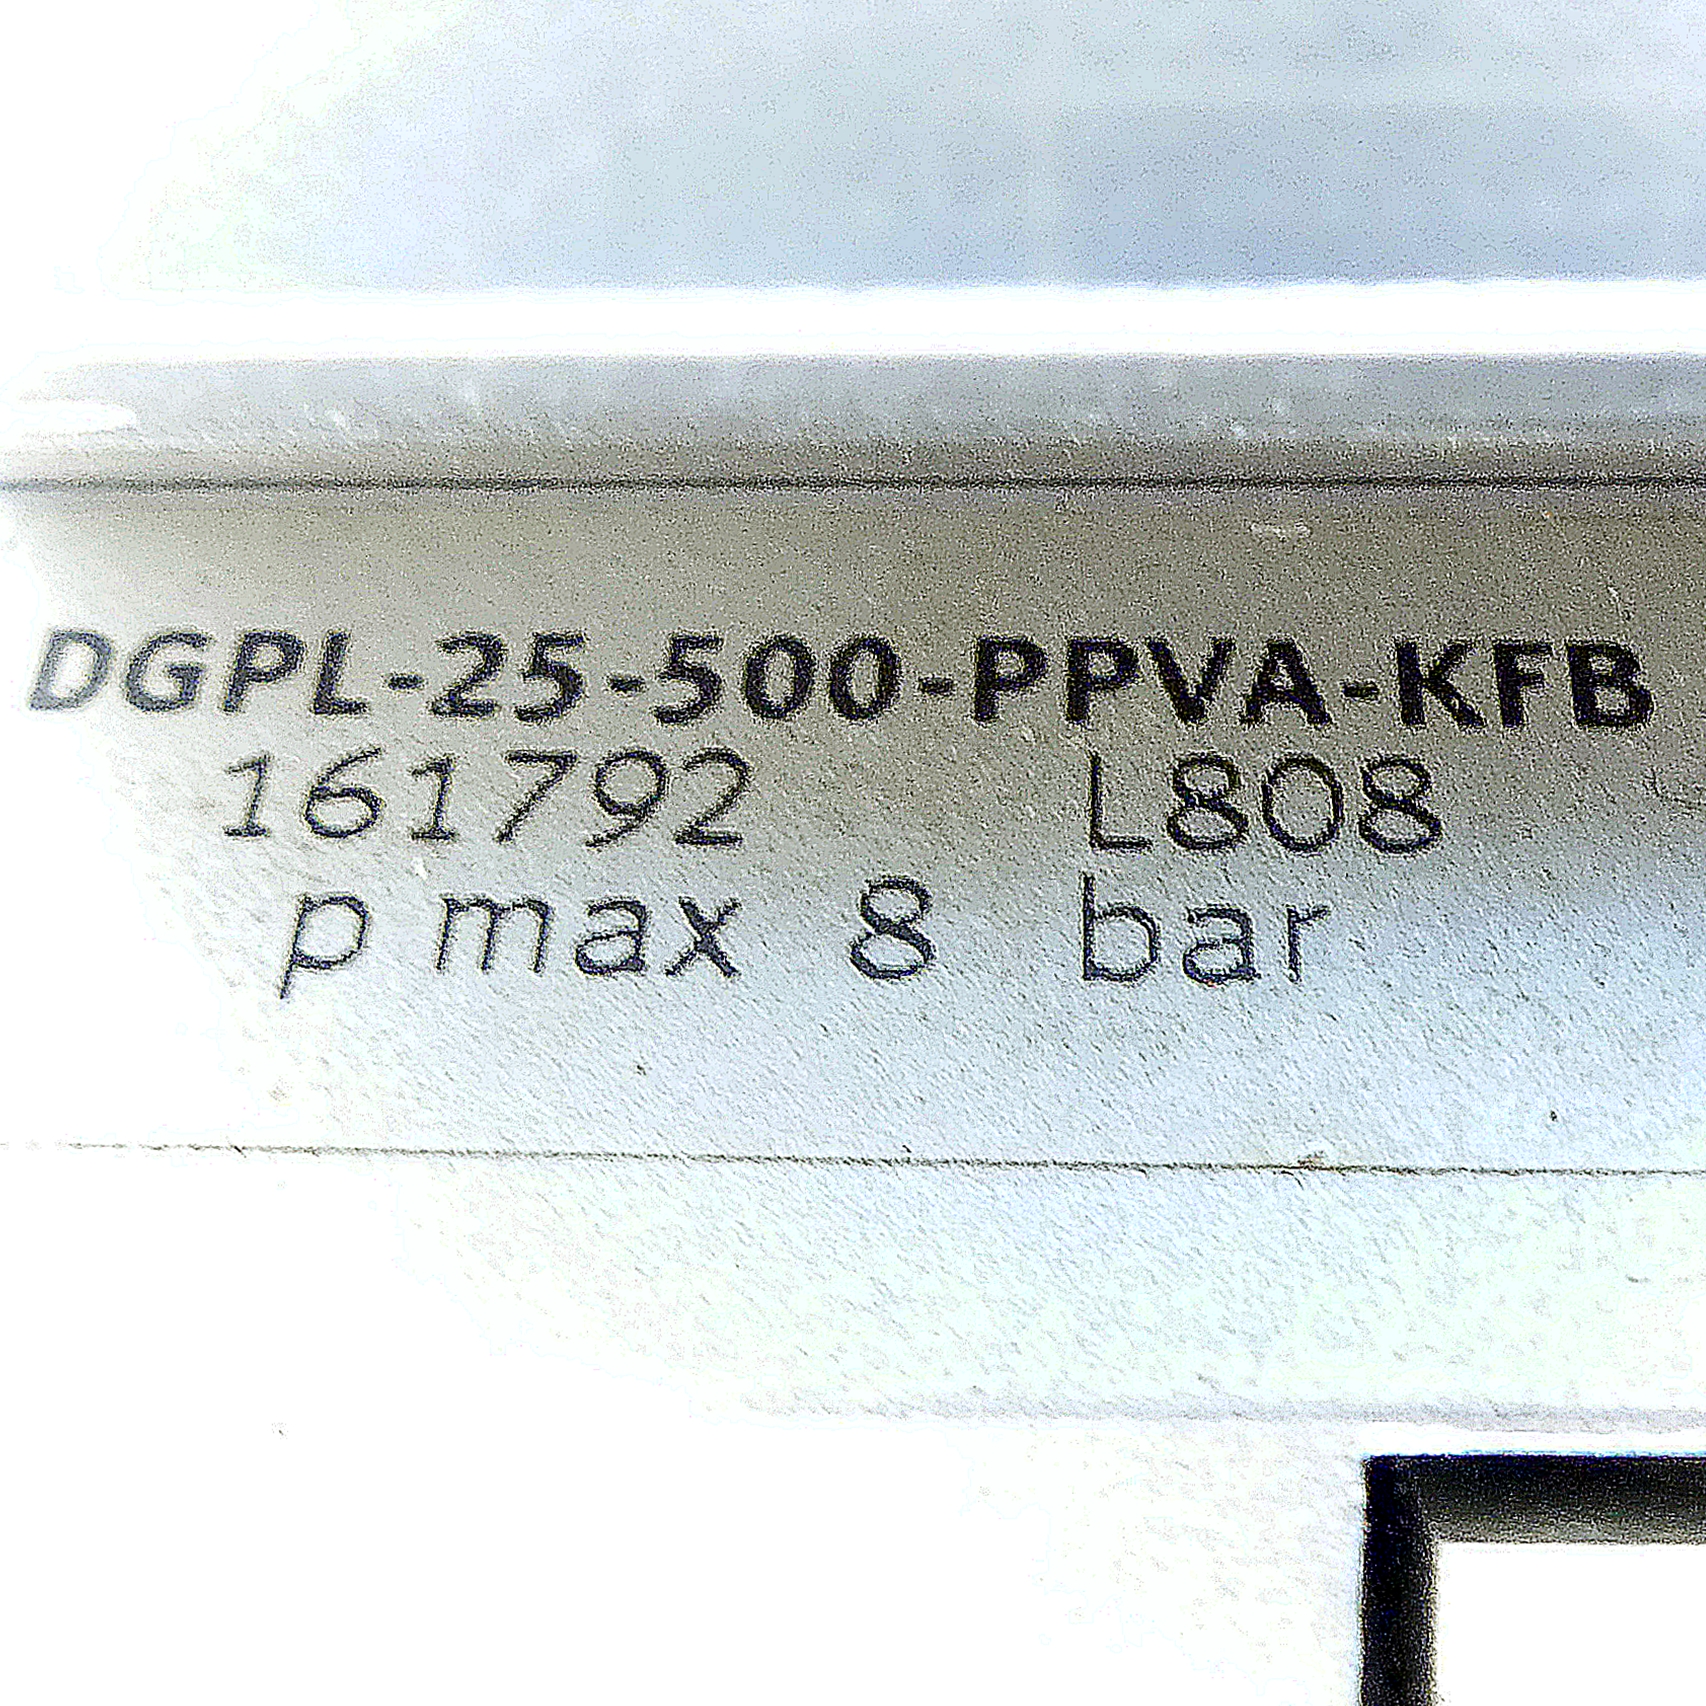 DGPL-25-500-PPVA-KFB
161792 L808
p max 8 bar